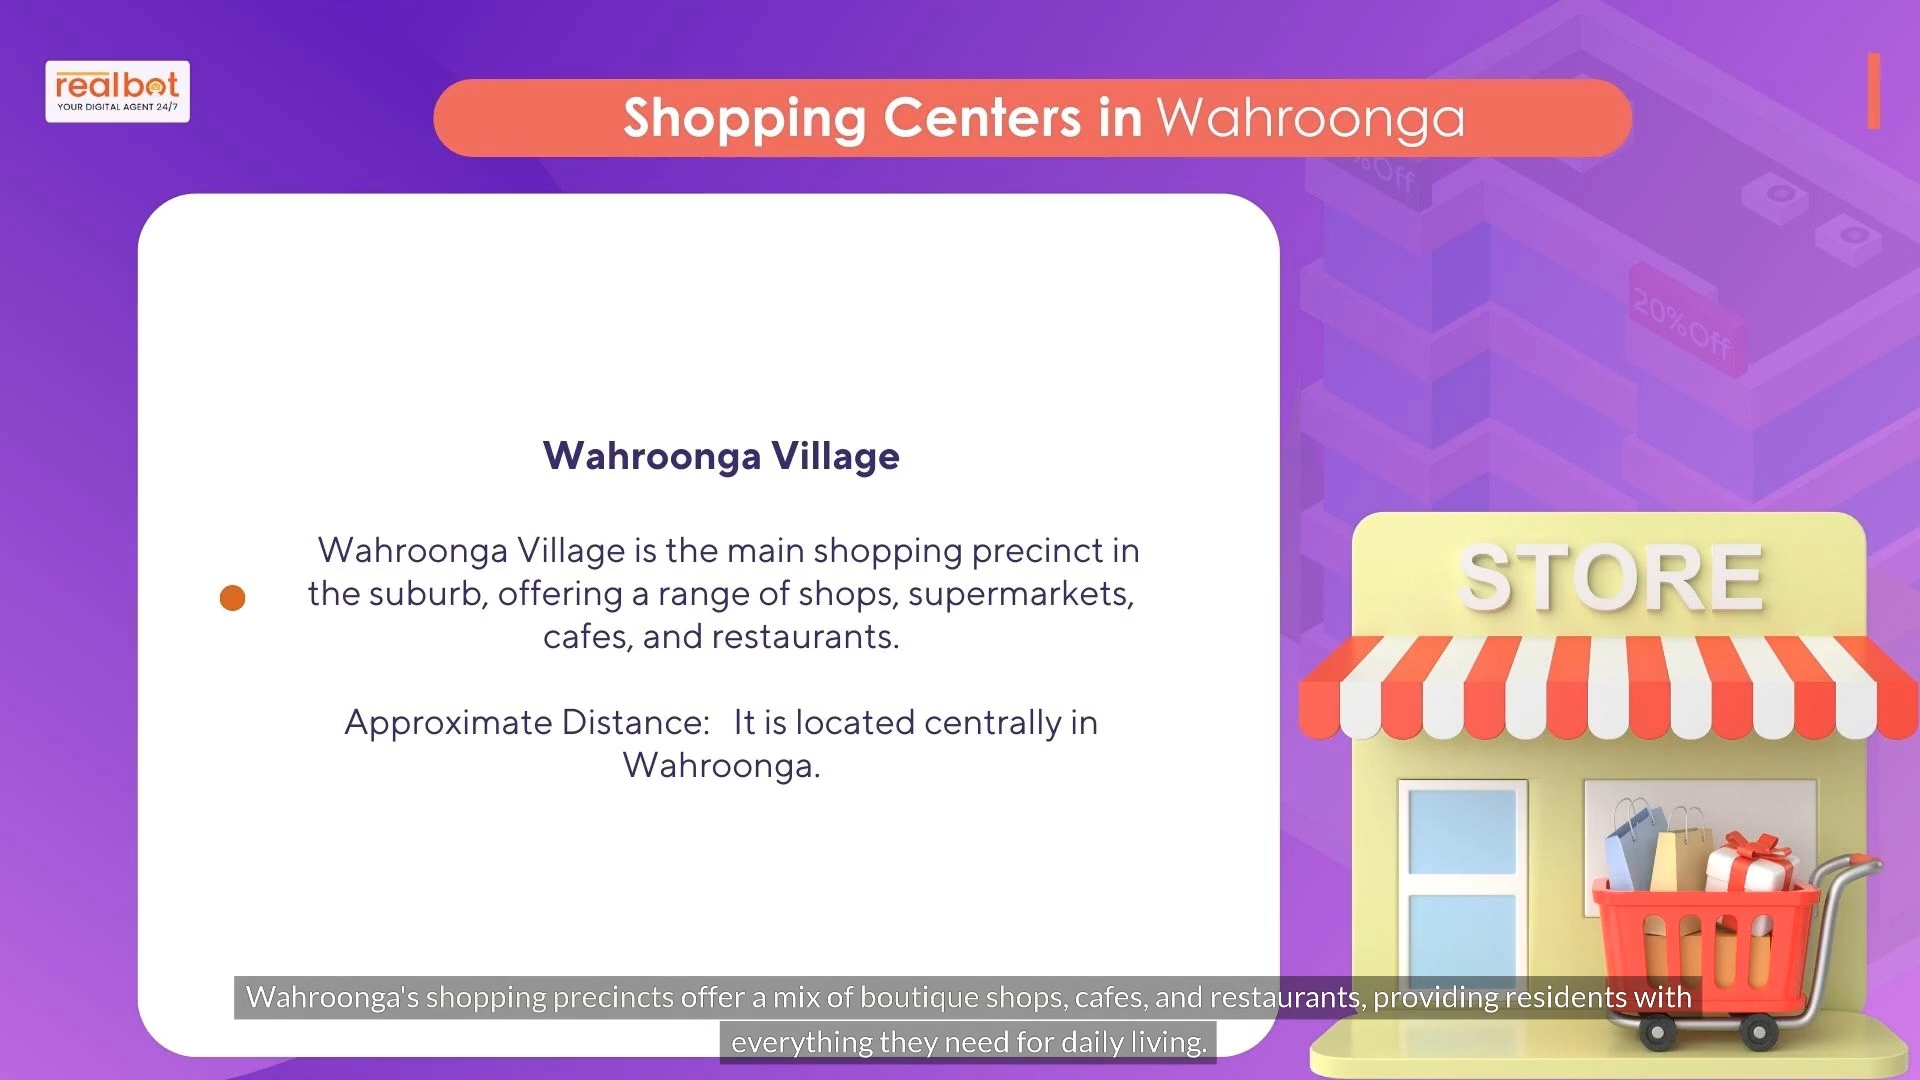 realbot
YOUR DIGITAL AGENT 24/7
Shopping Centers in Wahroonga
%Off
20%Off
Wahroonga Village
Wahroonga Village is the main shopping precinct in
the suburb, offering a range of shops, supermarkets,
cafes, and restaurants.
Approximate Distance: It is located centrally in
Wahroonga.
STORE
Wahroonga's shopping precincts offer a mix of boutique shops, cafes, and restaurants, providing residents with
everything they need for daily living.